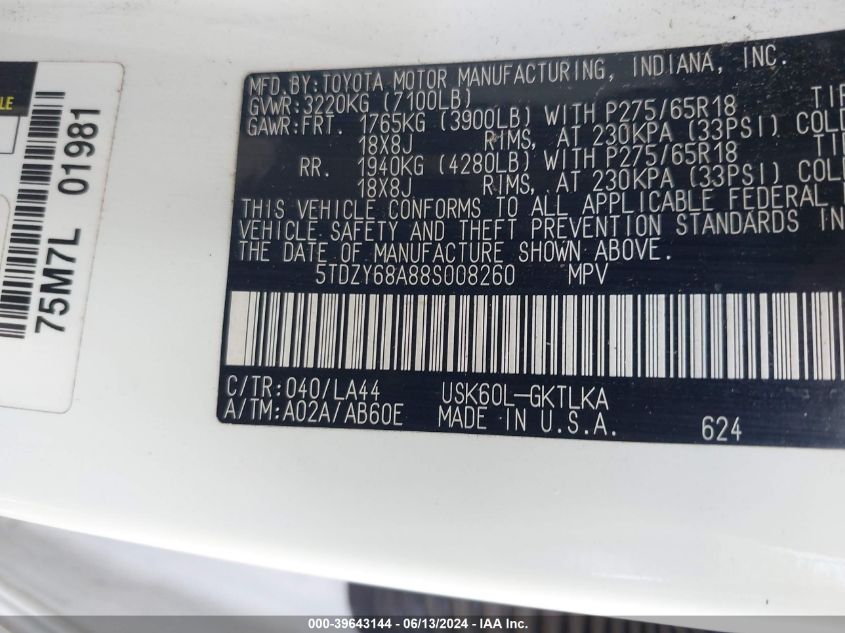 MFD. BY: TOYOTA MOTOR MANUFACTURING, INDIANA, INC.
GVWR: 3220KG (7100LB)
GAWR: FRT. 1765KG (3900LB) WITH P275/65R18 TI
18X8J RIMS, AT 230KPA (33PSI) COLD
RR. 1940KG (4280LB) WITH P275/65R18 TI
18X8J RIMS, AT 230KPA (33PSI) COL
THIS VEHICLE CONFORMS TO ALL APPLICABLE FEDERAL
VEHICLE SAFETY AND THEFT PREVENTION STANDARDS IN
THE DATE OF MANUFACTURE SHOWN ABOVE.
5TDZY68A88S008260 MPV
C/TR: 040/LA44 USK60L-GKTLKA
A/TM: A02A/AB60E MADE IN U.S.A. 624
LE
75M7L 01981
000-39643144 - 06/13/2024 - IAA Inc.